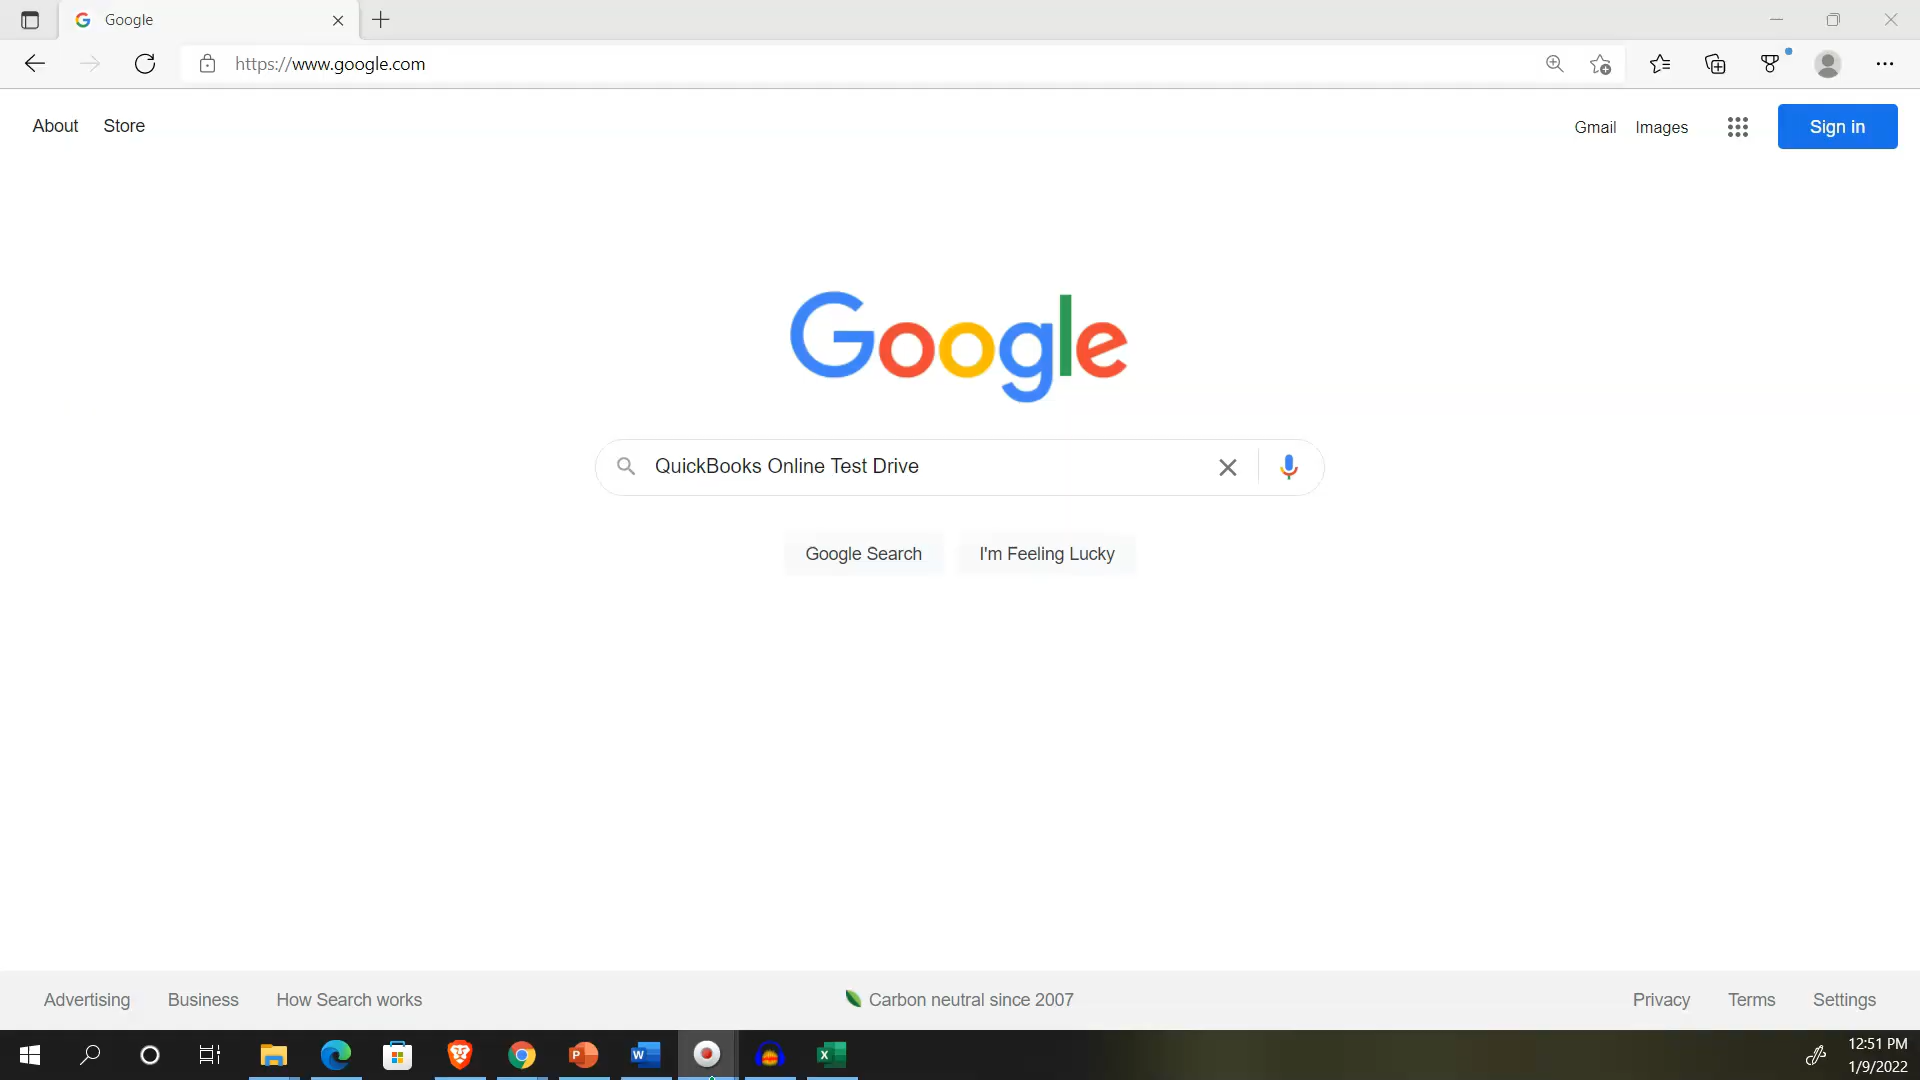 Google
https://www.google.com
About Store
Gmail Images Sign in
Google
QuickBooks Online Test Drive
Google Search I'm Feeling Lucky
Advertising Business How Search works
Carbon neutral since 2007
Privacy Terms Settings
12:51 PM
1/9/2022